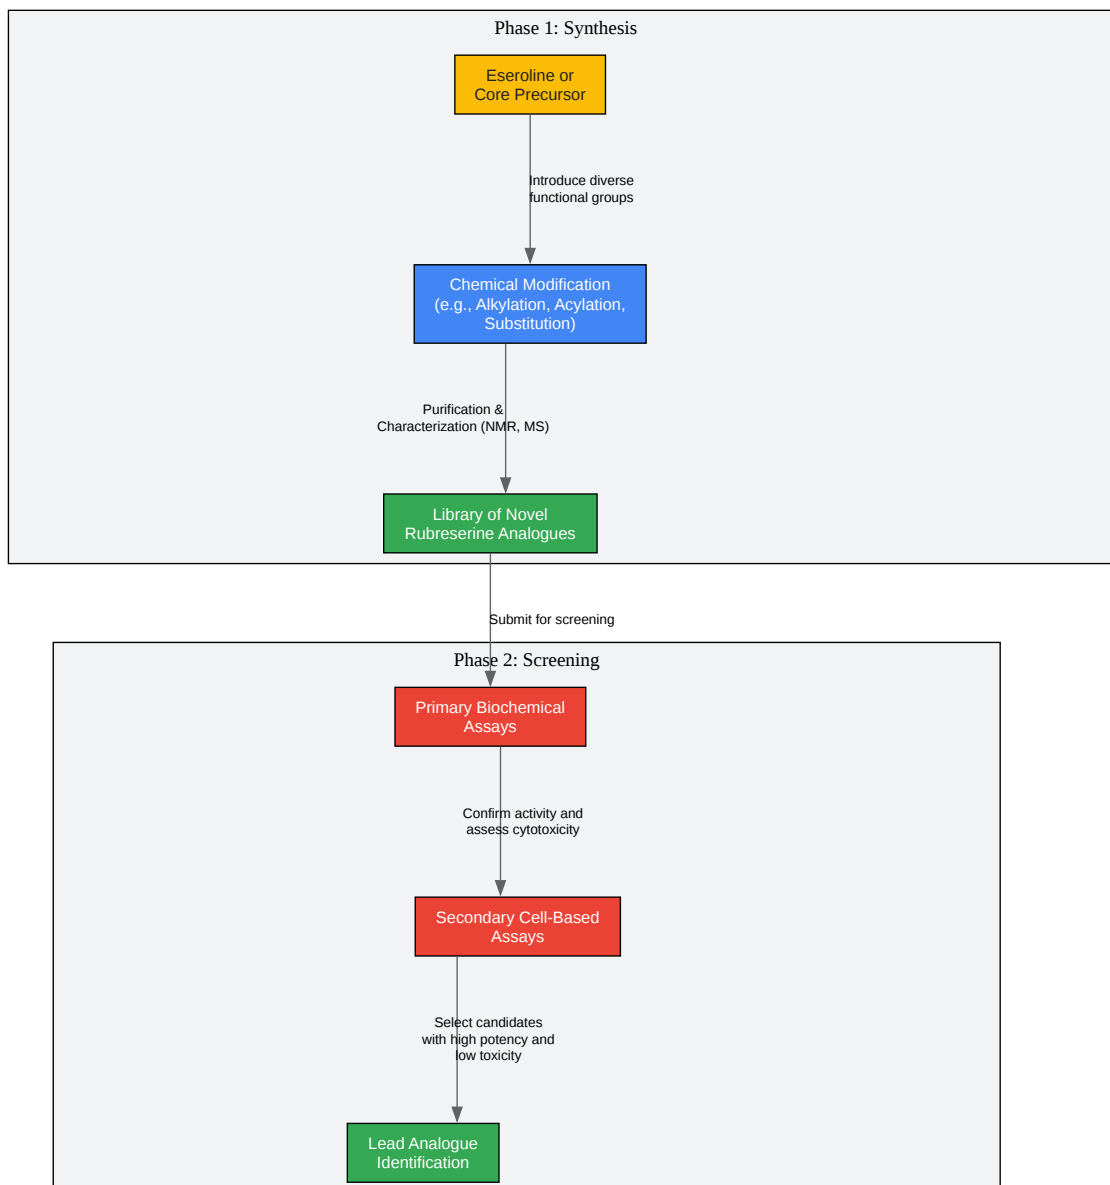 Phase 1: Synthesis
Eseroline or
Core Precursor
Introduce diverse
functional groups
Chemical Modification
(e.g., Alkylation, Acylation,
Substitution)
Purification &
Characterization (NMR, MS)
Library of Novel
Rubreserine Analogues
Submit for screening
Phase 2: Screening
Primary Biochemical
Assays
Confirm activity and
assess cytotoxicity
Secondary Cell-Based
Assays
Select candidates
with high potency and
low toxicity
Lead Analogue
Identification